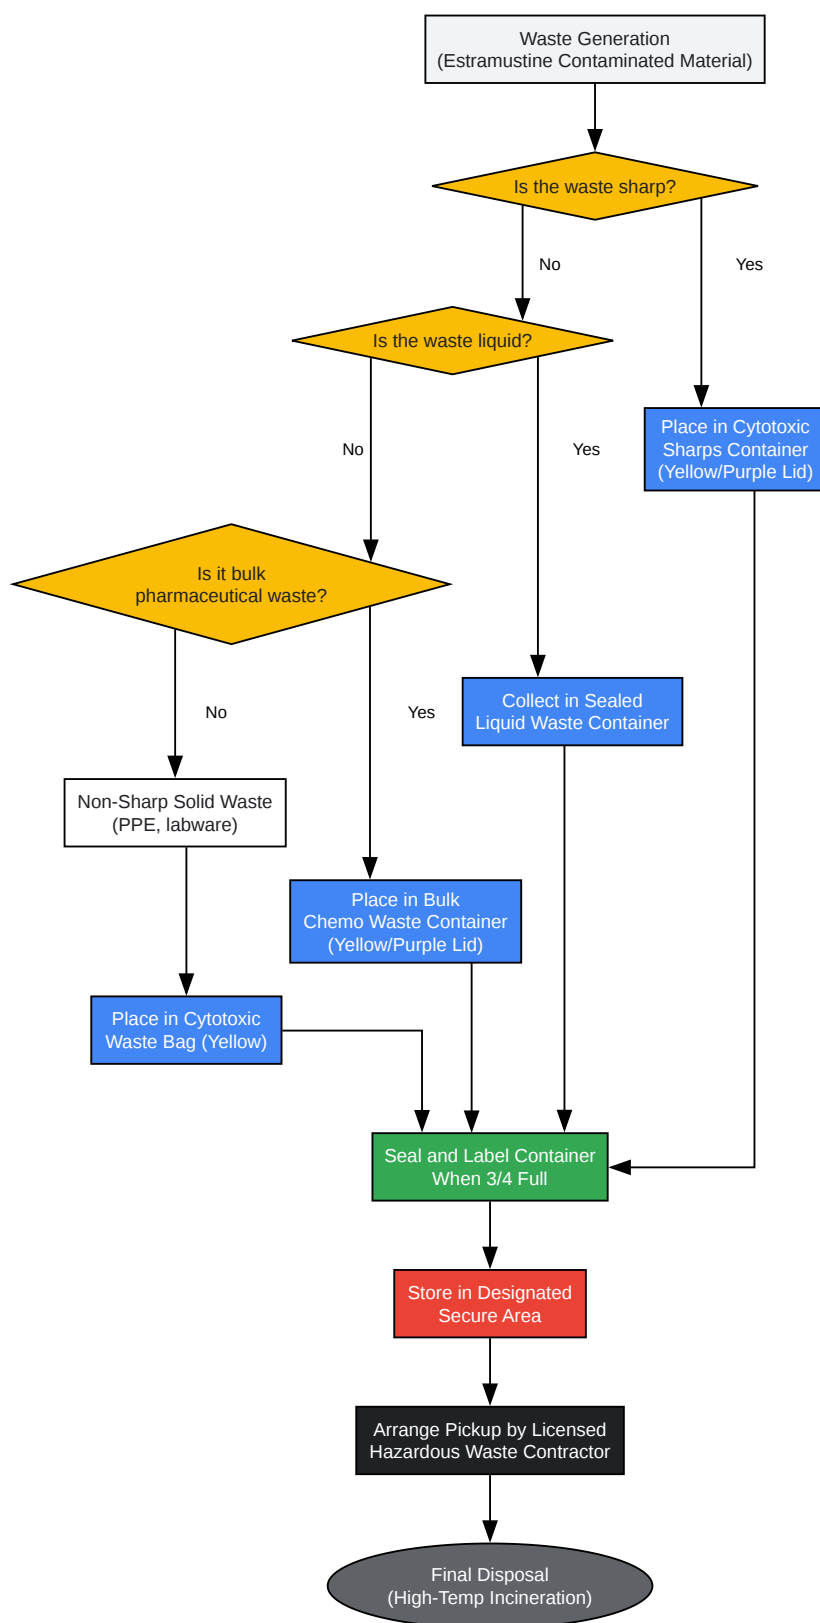 Waste Generation
(Estramustine Contaminated Material)
Is the waste sharp?
No
Yes
Is the waste liquid?
Place in Cytotoxic
Sharps Container
(Yellow/Purple Lid)
No
Yes
Is it bulk
pharmaceutical waste?
Collect in Sealed
Liquid Waste Container
No
Yes
Non-Sharp Solid Waste
(PPE, labware)
Place in Bulk
Chemo Waste Container
(Yellow/Purple Lid)
Place in Cytotoxic
Waste Bag (Yellow)
Seal and Label Container
When 3/4 Full
Store in Designated
Secure Area
Arrange Pickup by Licensed
Hazardous Waste Contractor
Final Disposal
(High-Temp Incineration)